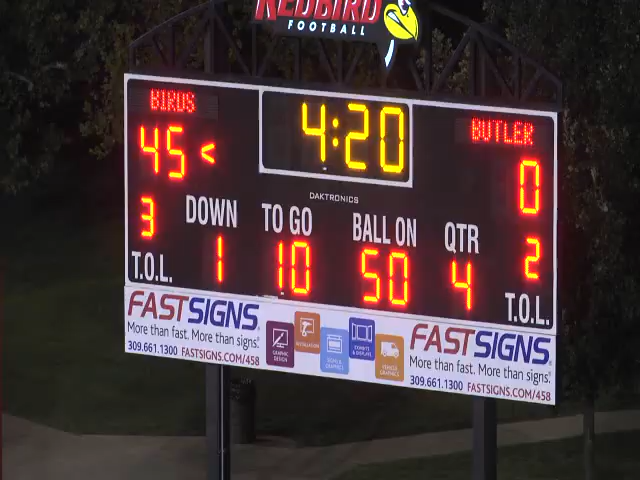 REDBIRD
FOOTBALL
BIRDS 4:20 BUTLER
45 < 0
DAKTRONICS
3 DOWN TO GO BALL ON QTR 2
T.O.L. 1 10 50 4 T.O.L.
FASTSIGNS
More than fast. More than signs.®
309.661.1300 FASTSIGNS.COM/458
GRAPHIC DESIGN
FASTSIGNS
More than fast. More than signs.®
309.661.1300 FASTSIGNS.COM/458